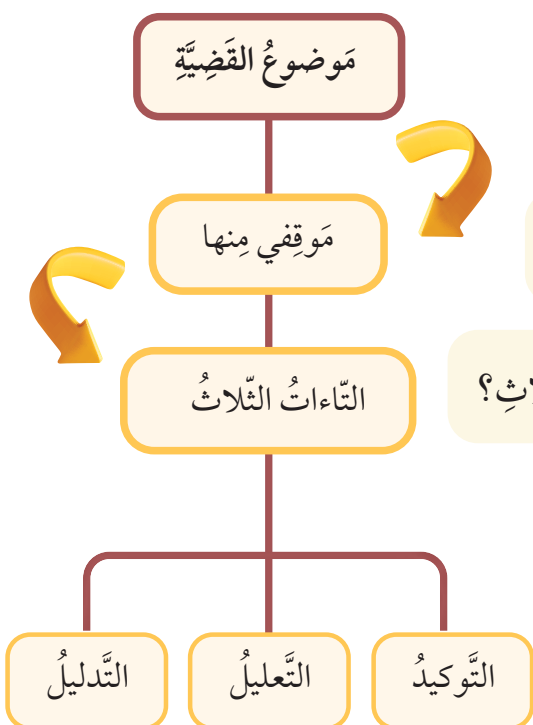 مَوضوعُ القَضِيَّةِ
مَوقِفي مِنها
التّاءاتُ الثّلاثُ
التَّوكيدُ
التَّعليلُ
التَّدليلُ